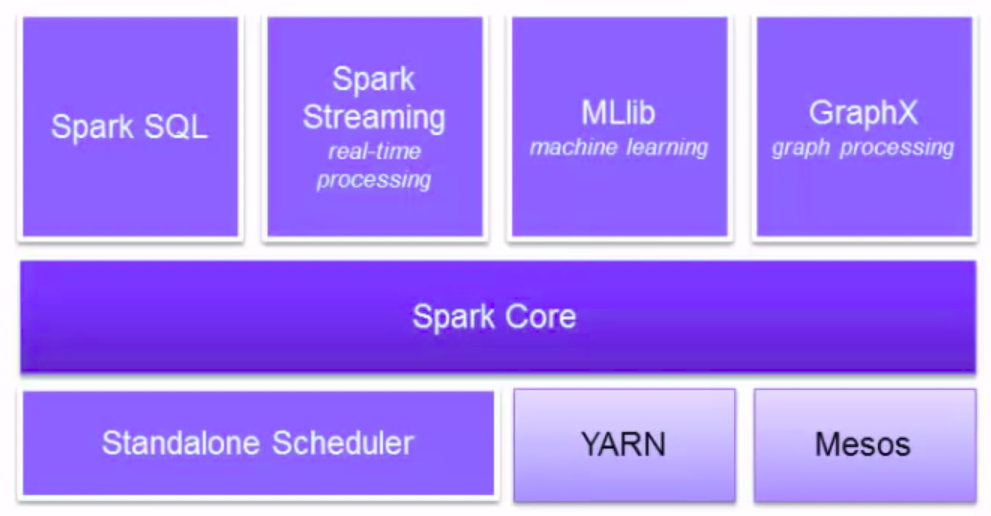 Spark SQL
Spark
Streaming
real-time
processing
MLlib
machine learning
GraphX
graph processing
Spark Core
Standalone Scheduler
YARN
Mesos